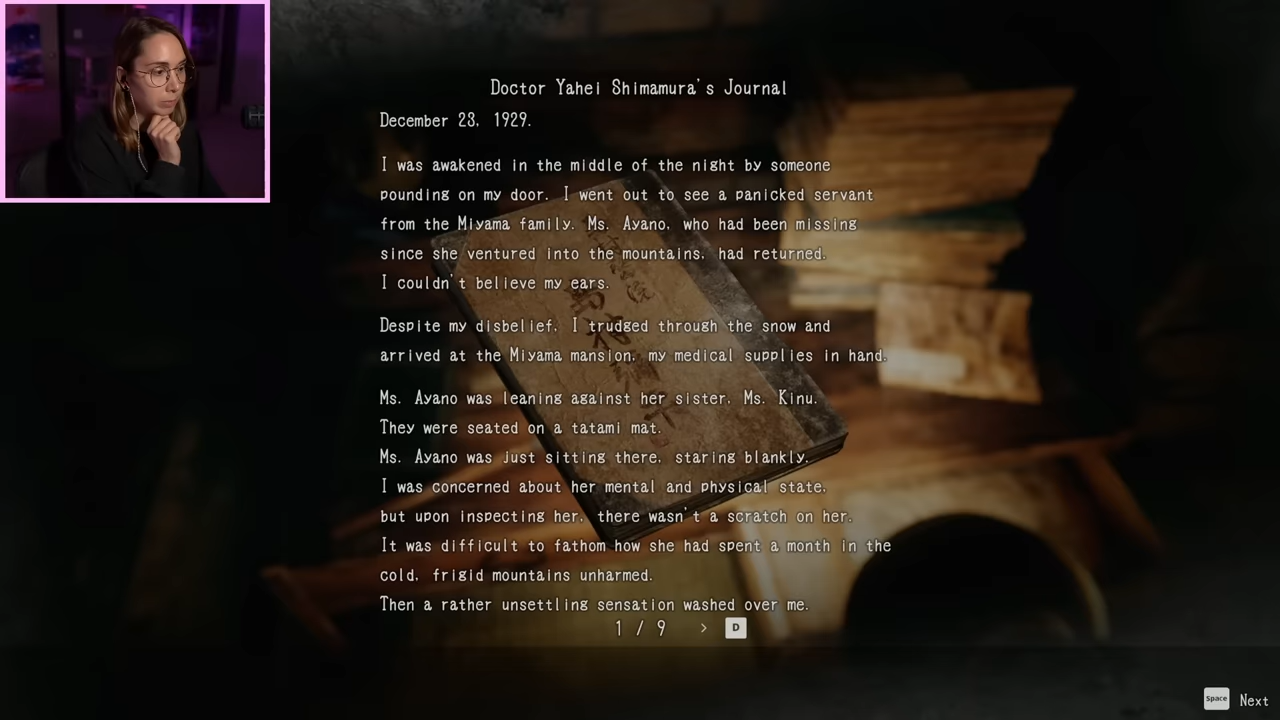 Doctor Yahei Shimamura's Journal
December 23, 1929.
I was awakened in the middle of the night by someone
pounding on my door. I went out to see a panicked servant
from the Miyama family. Ms. Ayano, who had been missing
since she ventured into the mountains, had returned.
I couldn't believe my ears.
Despite my disbelief, I trudged through the snow and
arrived at the Miyama mansion, my medical supplies in hand.
Ms. Ayano was leaning against her sister, Ms. Kinu.
They were seated on a tatami mat.
Ms. Ayano was just sitting there, staring blankly.
I was concerned about her mental and physical state,
but upon inspecting her, there wasn't a scratch on her.
It was difficult to fathom how she had spent a month in the
cold, frigid mountains unharmed.
Then a rather unsettling sensation washed over me.
1 / 9 > D
Space Next